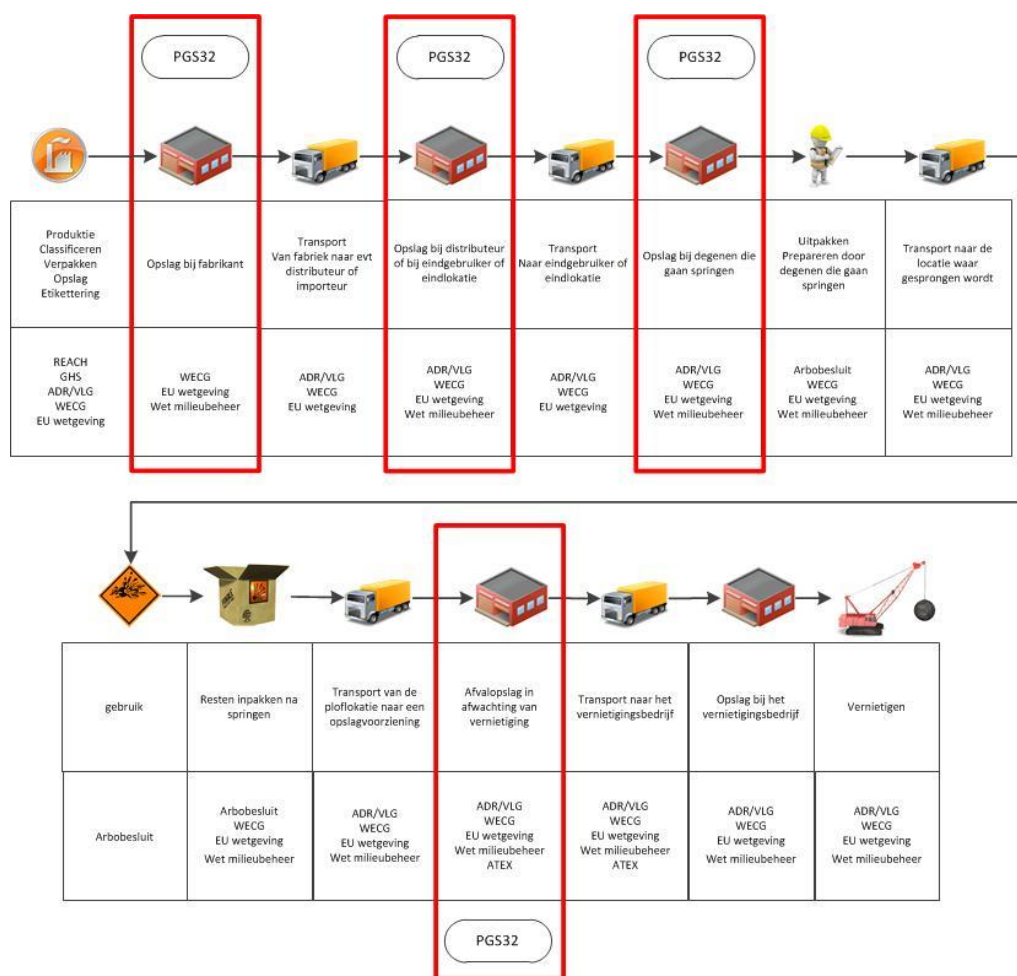 PGS32
PGS32
PGS32
Produktie
Classificeren
Verpakken
Opslag
Etikettering
Opslag bij fabrikant
Transport
Van fabriek naar evt
distributeur of
importeur
Opslag bij distributeur
of bij eindgebruiker of
eindlokatie
Transport
Naar eindgebruiker of
eindlokatie
Opslag bij degenen die
gaan springen
Uitpakken
Prepareren door
degenen die gaan
springen
Transport naar de
locatie waar
gesprongen wordt
REACH
GHS
ADR/VLG
WECG
EU wetgeving
WECG
EU wetgeving
Wet milieubeheer
ADR/VLG
WECG
EU wetgeving
ADR/VLG
WECG
EU wetgeving
Wet milieubeheer
ADR/VLG
WECG
EU wetgeving
ADR/VLG
WECG
EU wetgeving
Wet milieubeheer
Arbobesluit
WECG
EU wetgeving
Wet milieubeheer
ADR/VLG
WECG
EU wetgeving
Wet milieubeheer
gebruik
Resten inpakken na
springen
Transport van de
ploflokatie naar een
opslagvoorziening
Afvalopslag in
afwachting van
vernietiging
Transport naar het
vernietigingsbedrijf
Opslag bij het
vernietigingsbedrijf
Vernietigen
Arbobesluit
Arbobesluit
WECG
EU wetgeving
Wet milieubeheer
ADR/VLG
WECG
EU wetgeving
Wet milieubeheer
ADR/VLG
WECG
EU wetgeving
Wet milieubeheer
ATEX
ADR/VLG
WECG
EU wetgeving
Wet milieubeheer
ATEX
ADR/VLG
WECG
EU wetgeving
Wet milieubeheer
ADR/VLG
WECG
EU wetgeving
Wet milieubeheer
PGS32